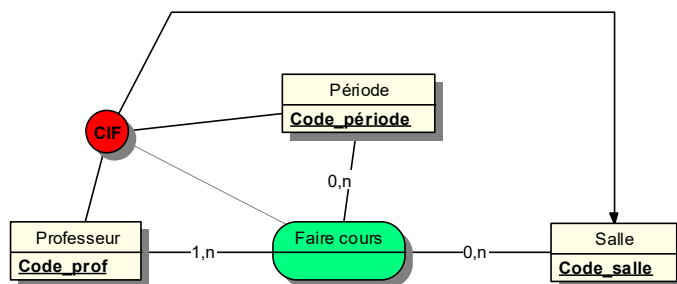 Période
Code_période
CIF
0,n
Professeur
Code_prof
1,n
Faire cours
0,n
Salle
Code_salle